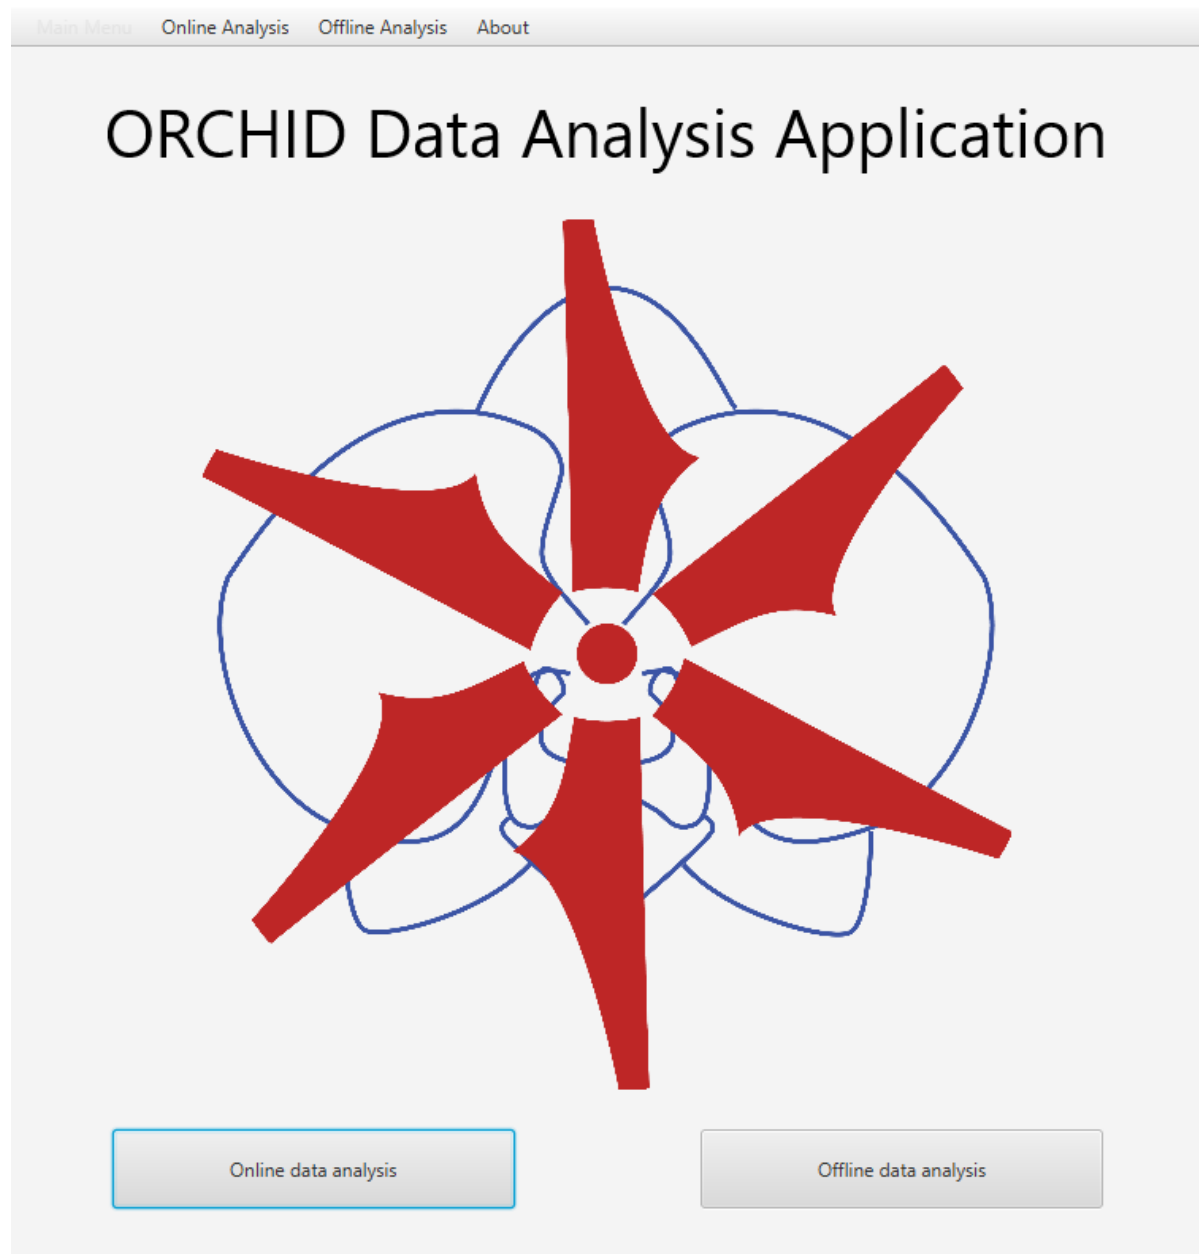 Main Menu Online Analysis Offline Analysis About
ORCHID Data Analysis Application
Online data analysis Offline data analysis